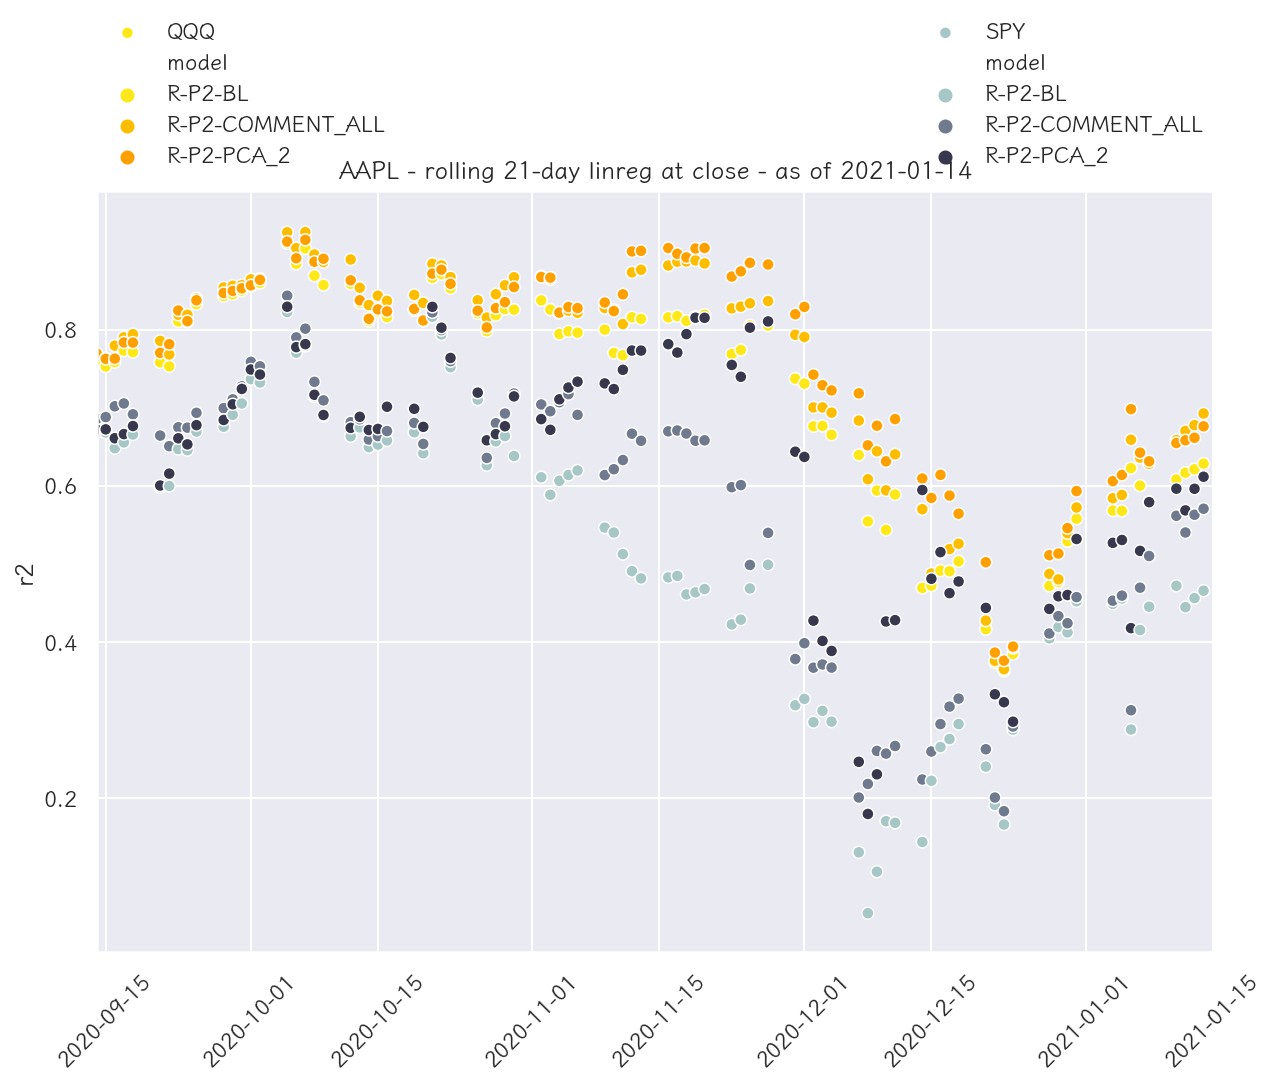 QQQ
model
R-P2-BL
R-P2-COMMENT_ALL
R-P2-PCA_2
SPY
model
R-P2-BL
R-P2-COMMENT_ALL
R-P2-PCA_2
AAPL - rolling 21-day linreg at close - as of 2021-01-14
r2
0.8
0.6
0.4
0.2
2020-09-15
2020-10-01
2020-10-15
2020-11-01
2020-11-15
2020-12-01
2020-12-15
2021-01-01
2021-01-15